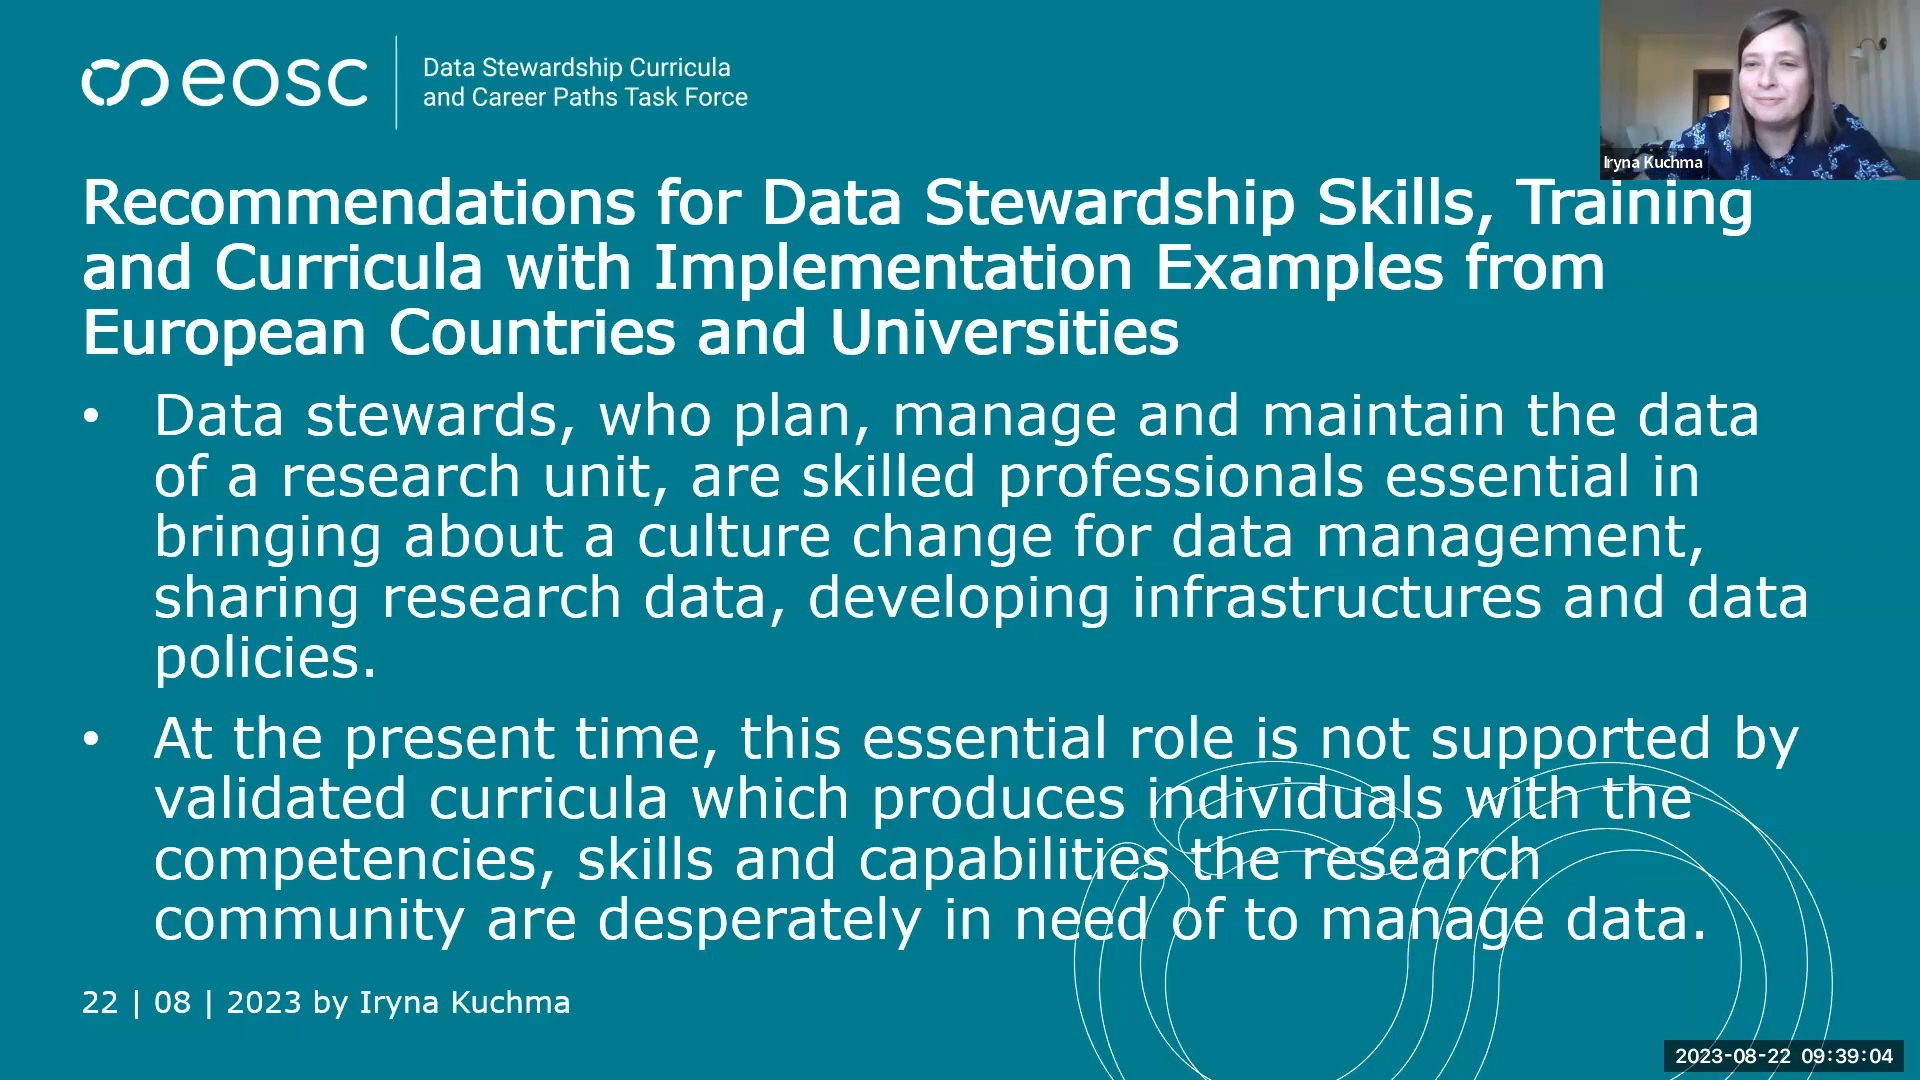 eosc
Data Stewardship Curricula
and Career Paths Task Force
Iryna Kuchma
Recommendations for Data Stewardship Skills, Training
and Curricula with Implementation Examples from
European Countries and Universities
• Data stewards, who plan, manage and maintain the data
of a research unit, are skilled professionals essential in
bringing about a culture change for data management,
sharing research data, developing infrastructures and data
policies.
• At the present time, this essential role is not supported by
validated curricula which produces individuals with the
competencies, skills and capabilities the research
community are desperately in need of to manage data.
22 | 08 | 2023 by Iryna Kuchma
2023-08-22 09:39:04